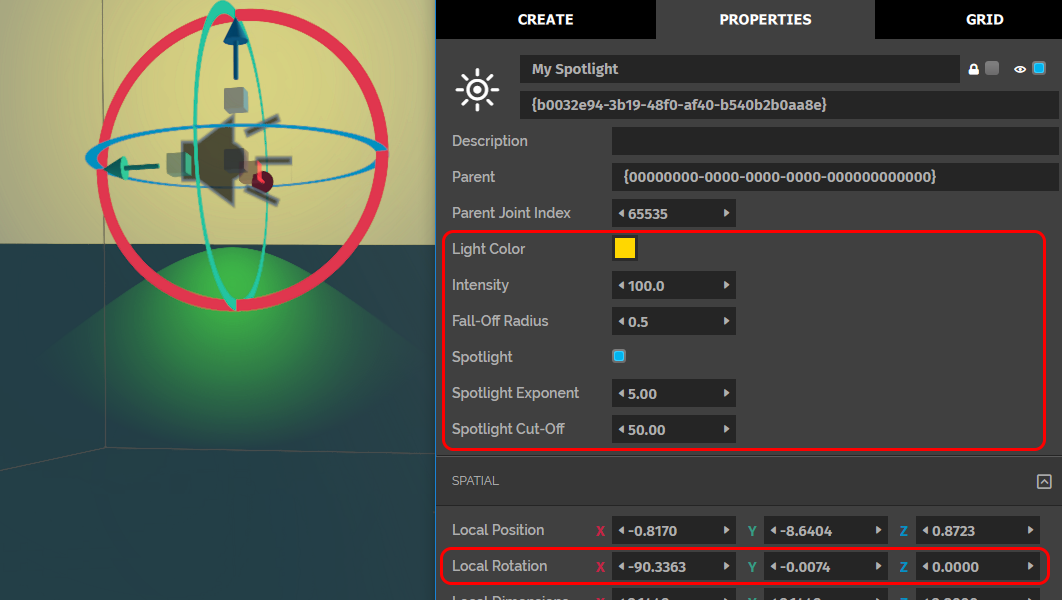 CREATE PROPERTIES GRID
My Spotlight
{b0032e94-3b19-48f0-af40-b540b2b0aa8e}
Description
Parent {00000000-0000-0000-0000-000000000000}
Parent Joint Index 65535
Light Color
Intensity 100.0
Fall-Off Radius 0.5
Spotlight
Spotlight Exponent 5.00
Spotlight Cut-Off 50.00
SPATIAL
Local Position X -0.8170 Y -8.6404 Z 0.8723
Local Rotation X -90.3363 Y -0.0074 Z 0.0000
Local Dimensions